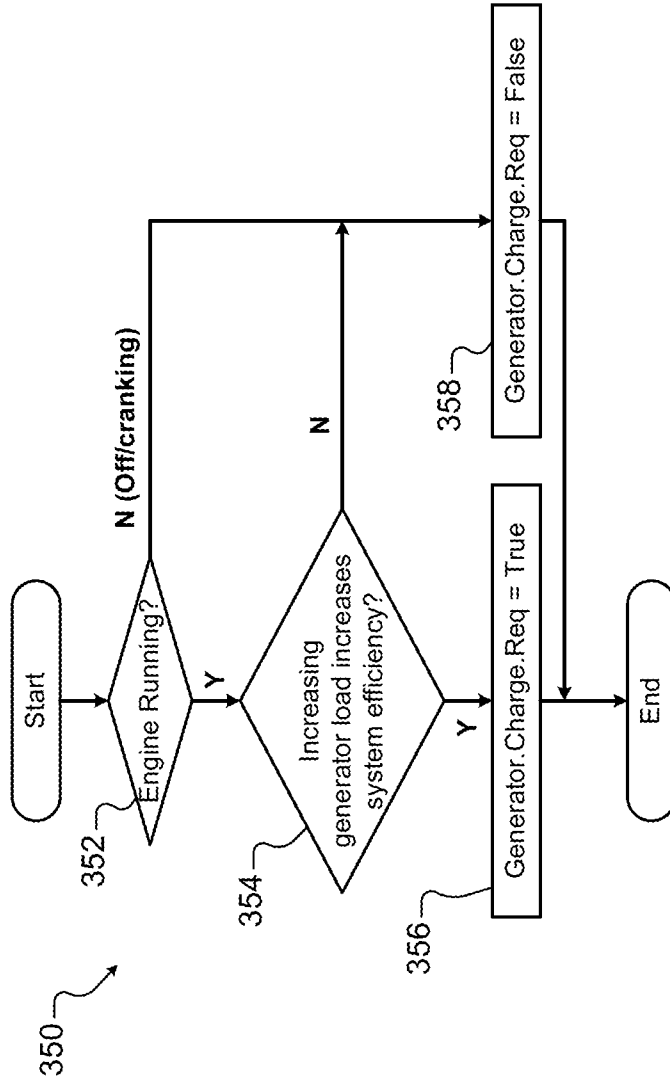 350
Start
352
Engine Running?
N (Off/cranking)
Y
354
Increasing
generator load increases
system efficiency?
N
Y
356
Generator.Charge.Req = True
358
Generator.Charge.Req = False
End